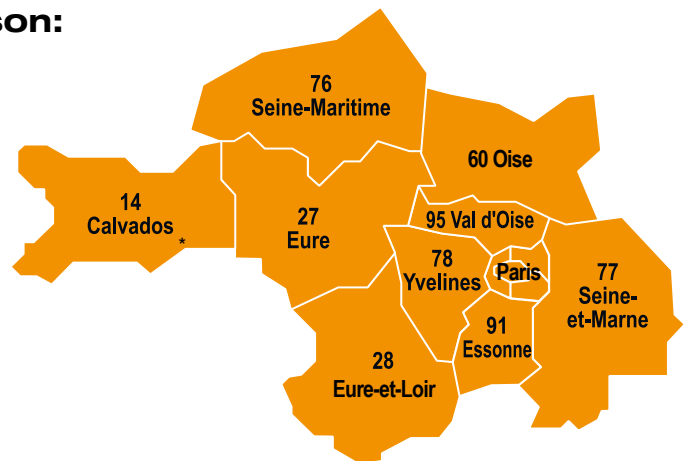 son:
76
Seine-Maritime
60 Oise
14
Calvados
*
27
Eure
95 Val d'Oise
78
Yvelines
Paris
77
Seine-
et-Marne
91
Essonne
28
Eure-et-Loir